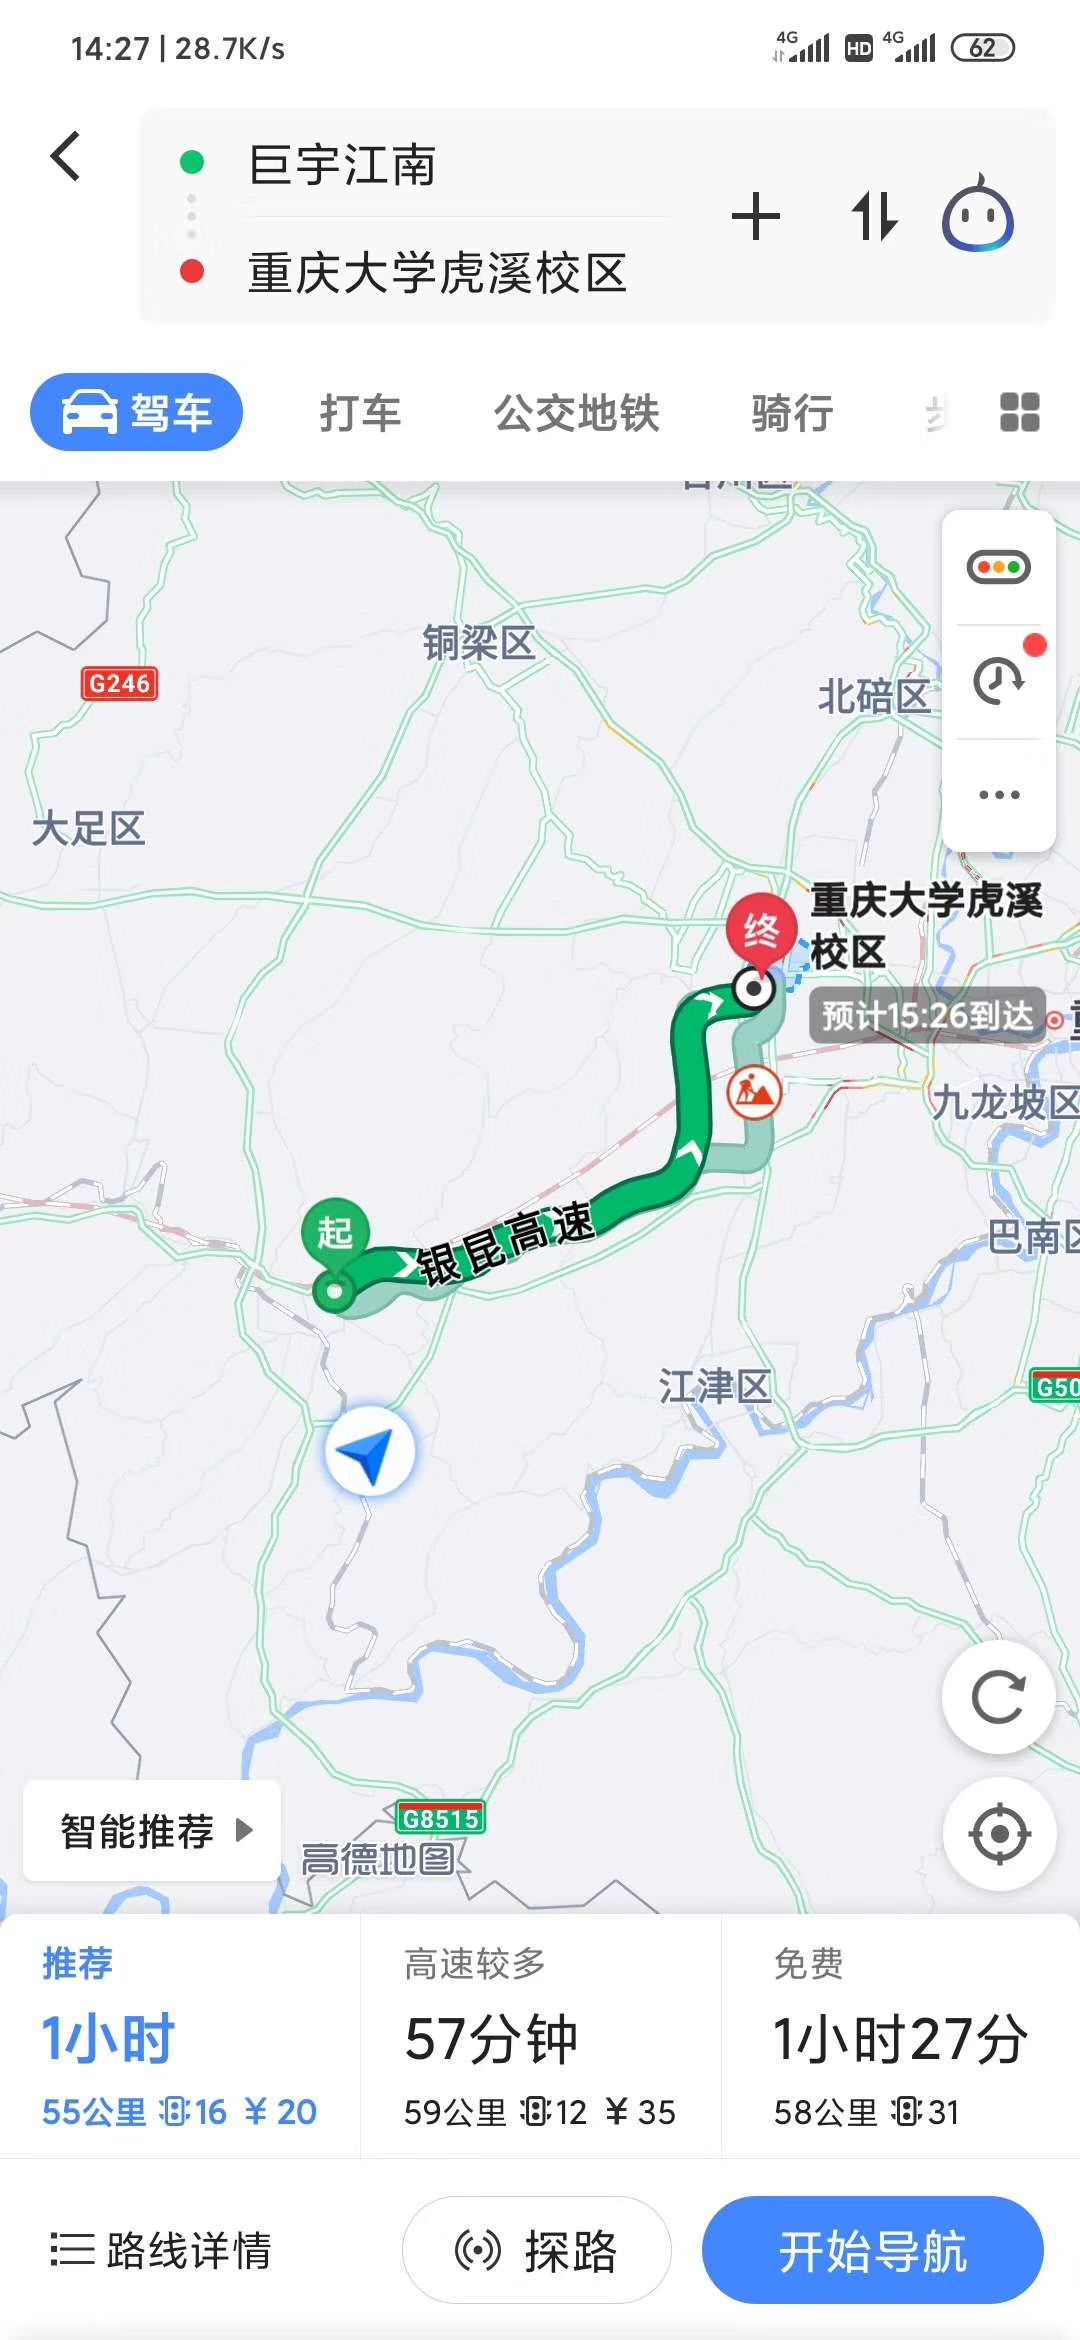 14:27 | 28.7K/s
4G HD 4G 62
巨宇江南
重庆大学虎溪校区
驾车 打车 公交地铁 骑行
铜梁区
G246
北碚区
大足区
重庆大学虎溪
校区
终
预计15:26到达
九龙坡区
起
银昆高速
巴南区
江津区
G50
G8515
智能推荐
高德地图
推荐 高速较多 免费
1小时 57分钟 1小时27分
55公里 16 ¥ 20 59公里 12 ¥ 35 58公里 31
路线详情 探路 开始导航